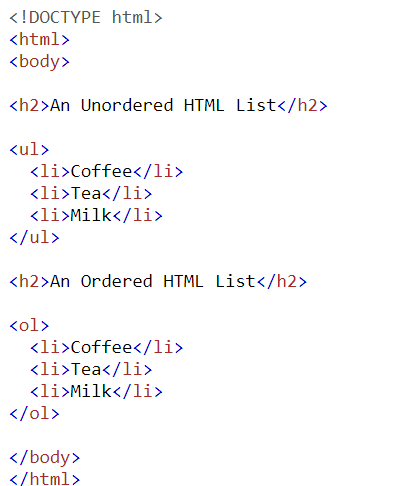 <!DOCTYPE html>
<html>
<body>
<h2>An Unordered HTML List</h2>
<ul>
  <li>Coffee</li>
  <li>Tea</li>
  <li>Milk</li>
</ul>
<h2>An Ordered HTML List</h2>
<ol>
  <li>Coffee</li>
  <li>Tea</li>
  <li>Milk</li>
</ol>
</body>
</html>